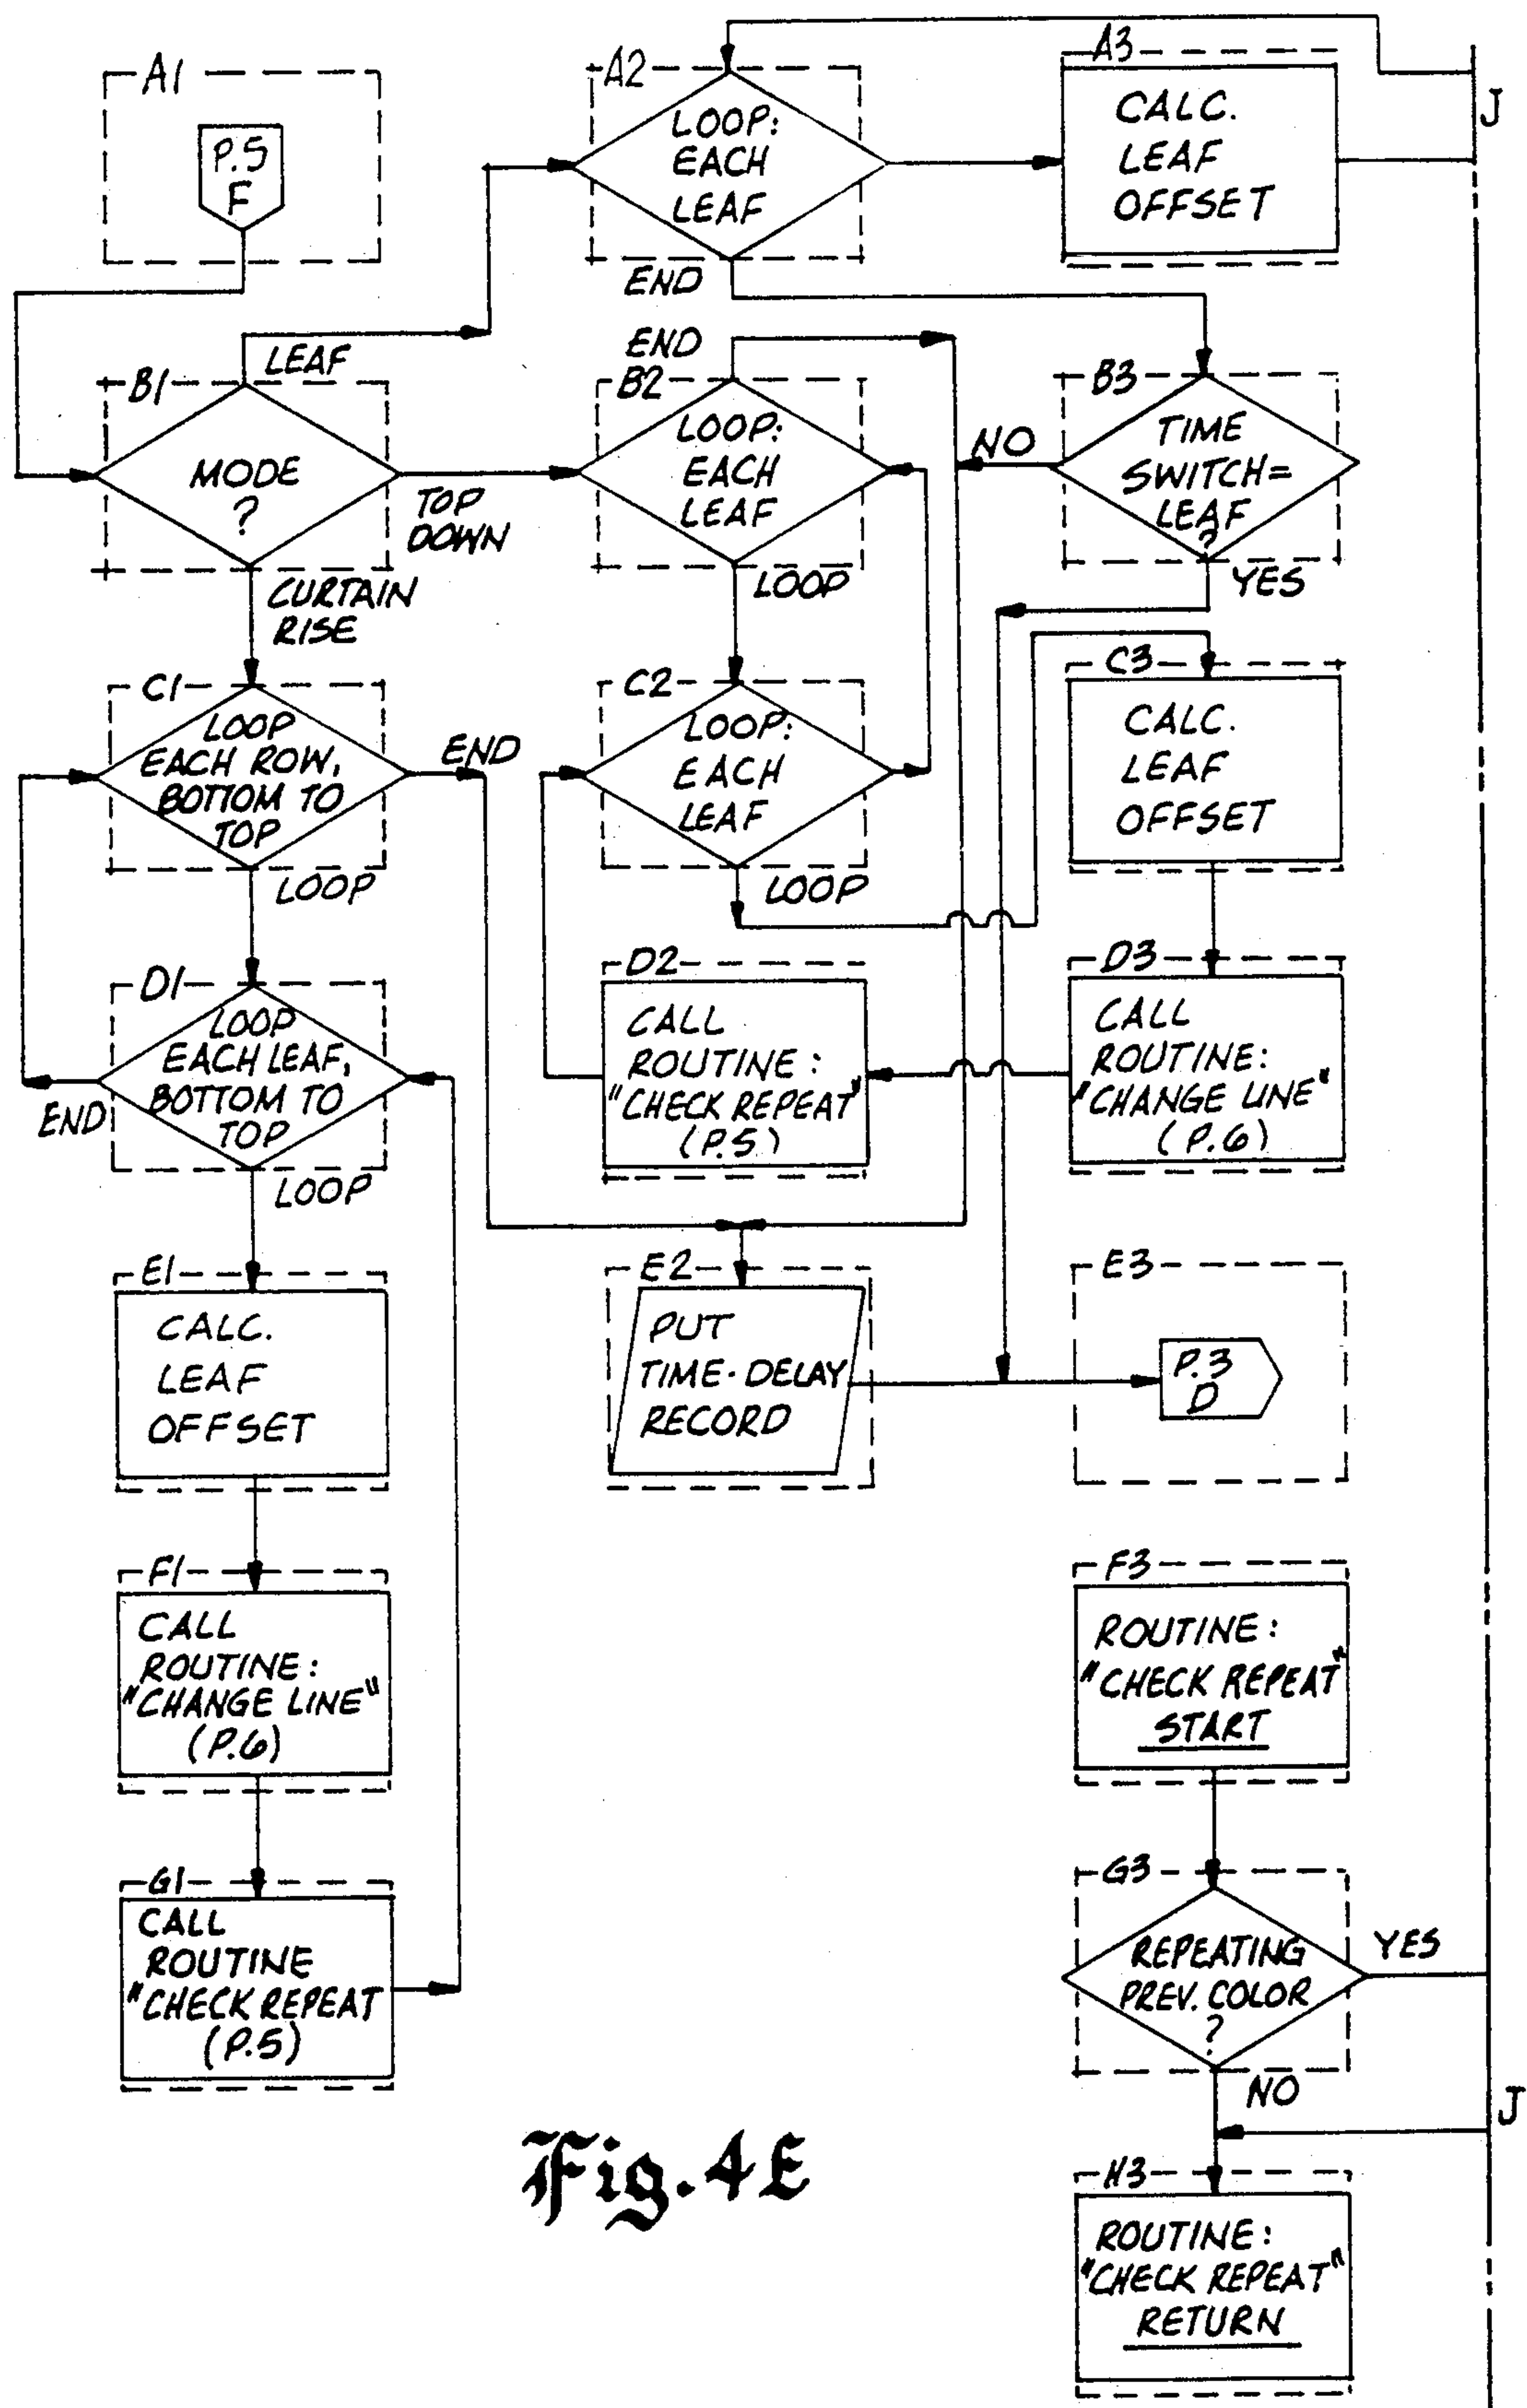 A1
P.5
F
A2
LOOP:
EACH
LEAF
END
A3
CALC.
LEAF
OFFSET
J
LEAF
B1
MODE
?
TOP
DOWN
CURTAIN
RISE
END
B2
LOOP:
EACH
LEAF
LOOP
B3
TIME
SWITCH=
LEAF
?
NO
YES
C1
LOOP
EACH ROW,
BOTTOM TO
TOP
END
LOOP
C2
LOOP:
EACH
LEAF
LOOP
C3
CALC.
LEAF
OFFSET
D1
LOOP
EACH LEAF,
BOTTOM TO
TOP
END
LOOP
D2
CALL
ROUTINE:
"CHECK REPEAT"
(P.5)
D3
CALL
ROUTINE:
"CHANGE LINE"
(P.6)
E1
CALC.
LEAF
OFFSET
E2
PUT
TIME-DELAY
RECORD
E3
P.3
D
F1
CALL
ROUTINE:
"CHANGE LINE"
(P.6)
F3
ROUTINE:
"CHECK REPEAT"
START
G1
CALL
ROUTINE
"CHECK REPEAT
(P.5)
G3
REPEATING
PREV. COLOR
?
YES
NO
J
H3
ROUTINE:
"CHECK REPEAT"
RETURN
Fig. 4E